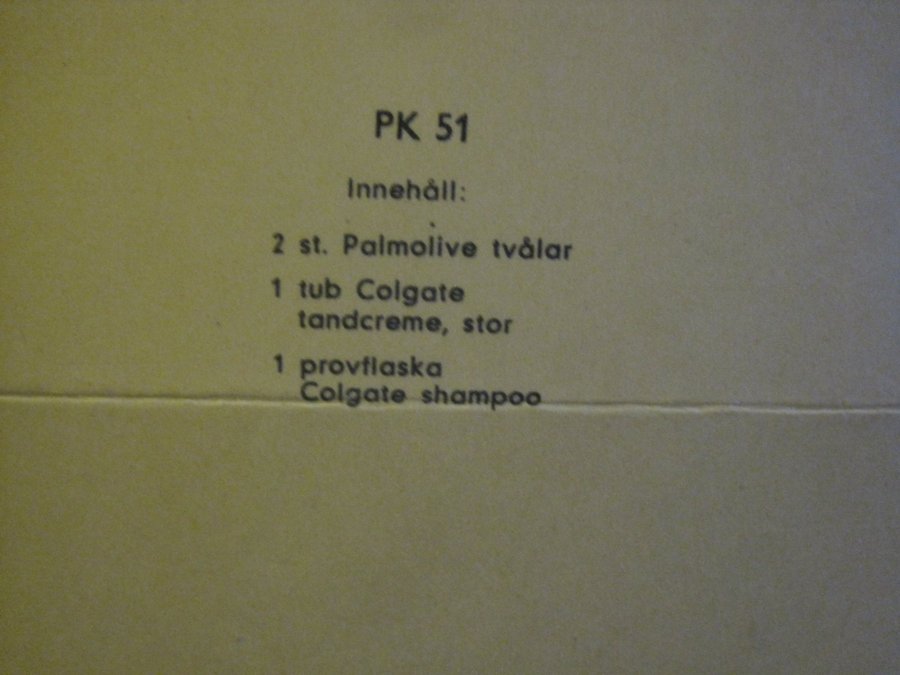 PK 51
Innehåll:
2 st. Palmolive tvålar
1 tub Colgate
tandcreme, stor
1 provflaska
Colgate shampoo